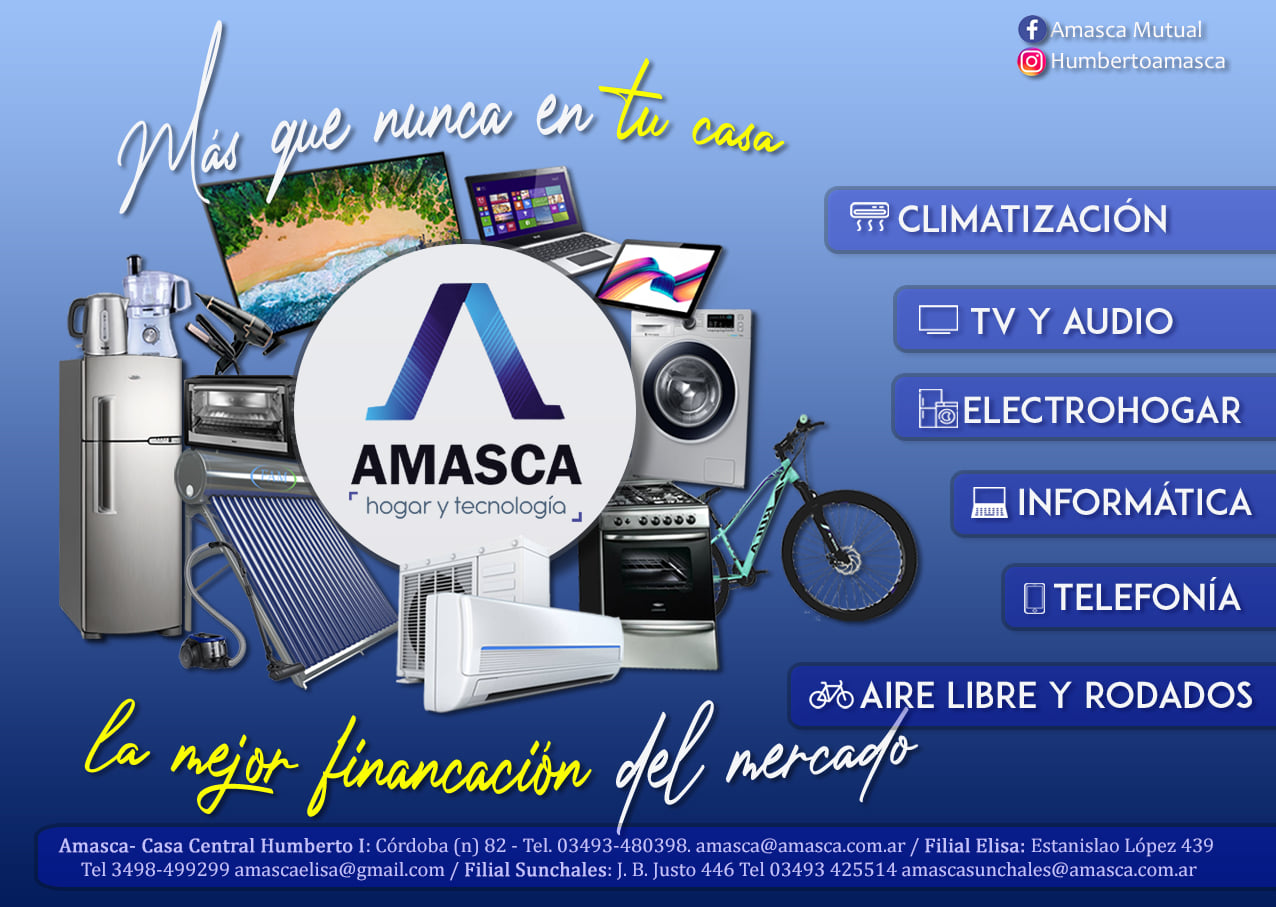 Amasca Mutual
Humbertoamasca
Más que nunca en tu casa
CLIMATIZACIÓN
TV Y AUDIO
ELECTROHOGAR
INFORMÁTICA
TELEFONÍA
AIRE LIBRE Y RODADOS
AMASCA
hogar y tecnología
la mejor financación del mercado
Amasca- Casa Central Humberto I: Córdoba (n) 82 - Tel. 03493-480398. amasca@amasca.com.ar / Filial Elisa: Estanislao López 439
Tel 3498-499299 amascaelisa@gmail.com / Filial Sunchales: J. B. Justo 446 Tel 03493 425514 amascasunchales@amasca.com.ar